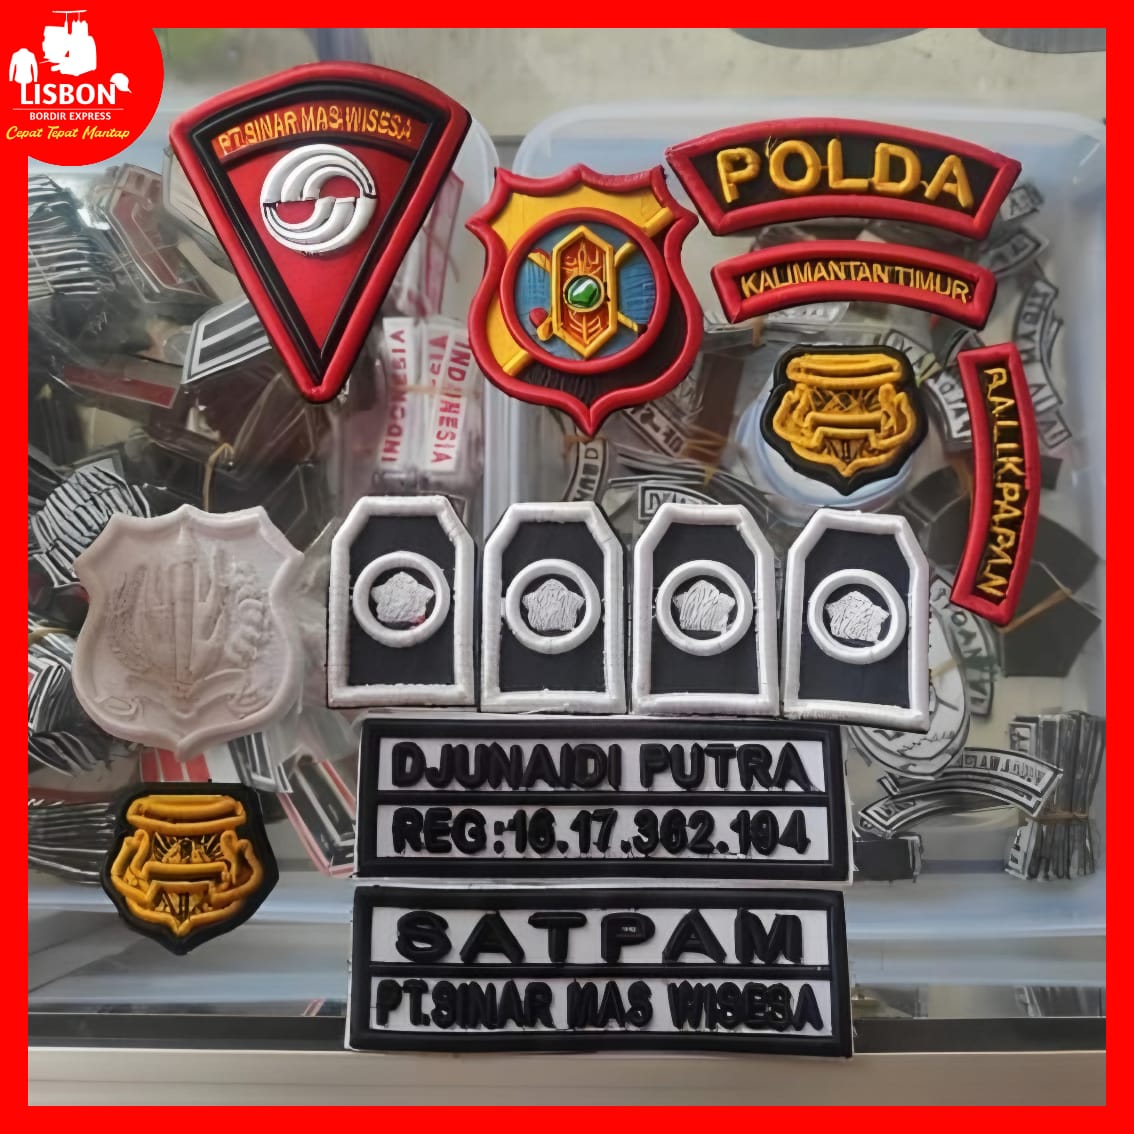 LISBON
BORDIR EXPRESS
Cepat Tepat Mantap
PT.SINAR MAS WISESA
POLDA
KALIMANTAN TIMUR
BALIKPAPAN
INDONESIA
INDONESIA
DJUNAIDI PUTRA
REG:16.17.362.194
SATPAM
PT.SINAR MAS WISESA